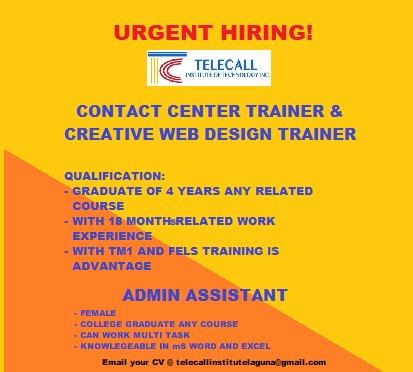 URGENT HIRING!
TELECALL
INSTITUTE OF TECHNOLOGY INC.
CONTACT CENTER TRAINER &
CREATIVE WEB DESIGN TRAINER
QUALIFICATION:
- GRADUATE OF 4 YEARS ANY RELATED
COURSE
- WITH 18 MONTHsRELATED WORK
EXPERIENCE
- WITH TM1 AND FELS TRAINING IS
ADVANTAGE
ADMIN ASSISTANT
- FEMALE
- COLLEGE GRADUATE ANY COURSE
- CAN WORK MULTI TASK
- KNOWLEGEABLE IN mS WORD AND EXCEL
Email your CV @ telecallinstitutelaguna@gmail.com